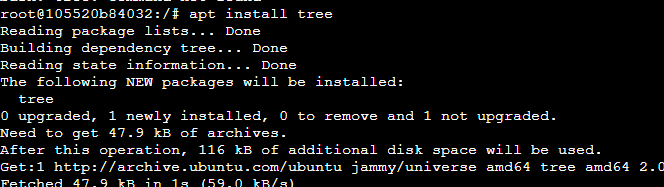 root@105520b84032:/# apt install tree
Reading package lists... Done
Building dependency tree... Done
Reading state information... Done
The following NEW packages will be installed:
  tree
0 upgraded, 1 newly installed, 0 to remove and 1 not upgraded.
Need to get 47.9 kB of archives.
After this operation, 116 kB of additional disk space will be used.
Get:1 http://archive.ubuntu.com/ubuntu jammy/universe amd64 tree amd64 2.0
Fetched 47.9 kB in 1s (59.0 kB/s)